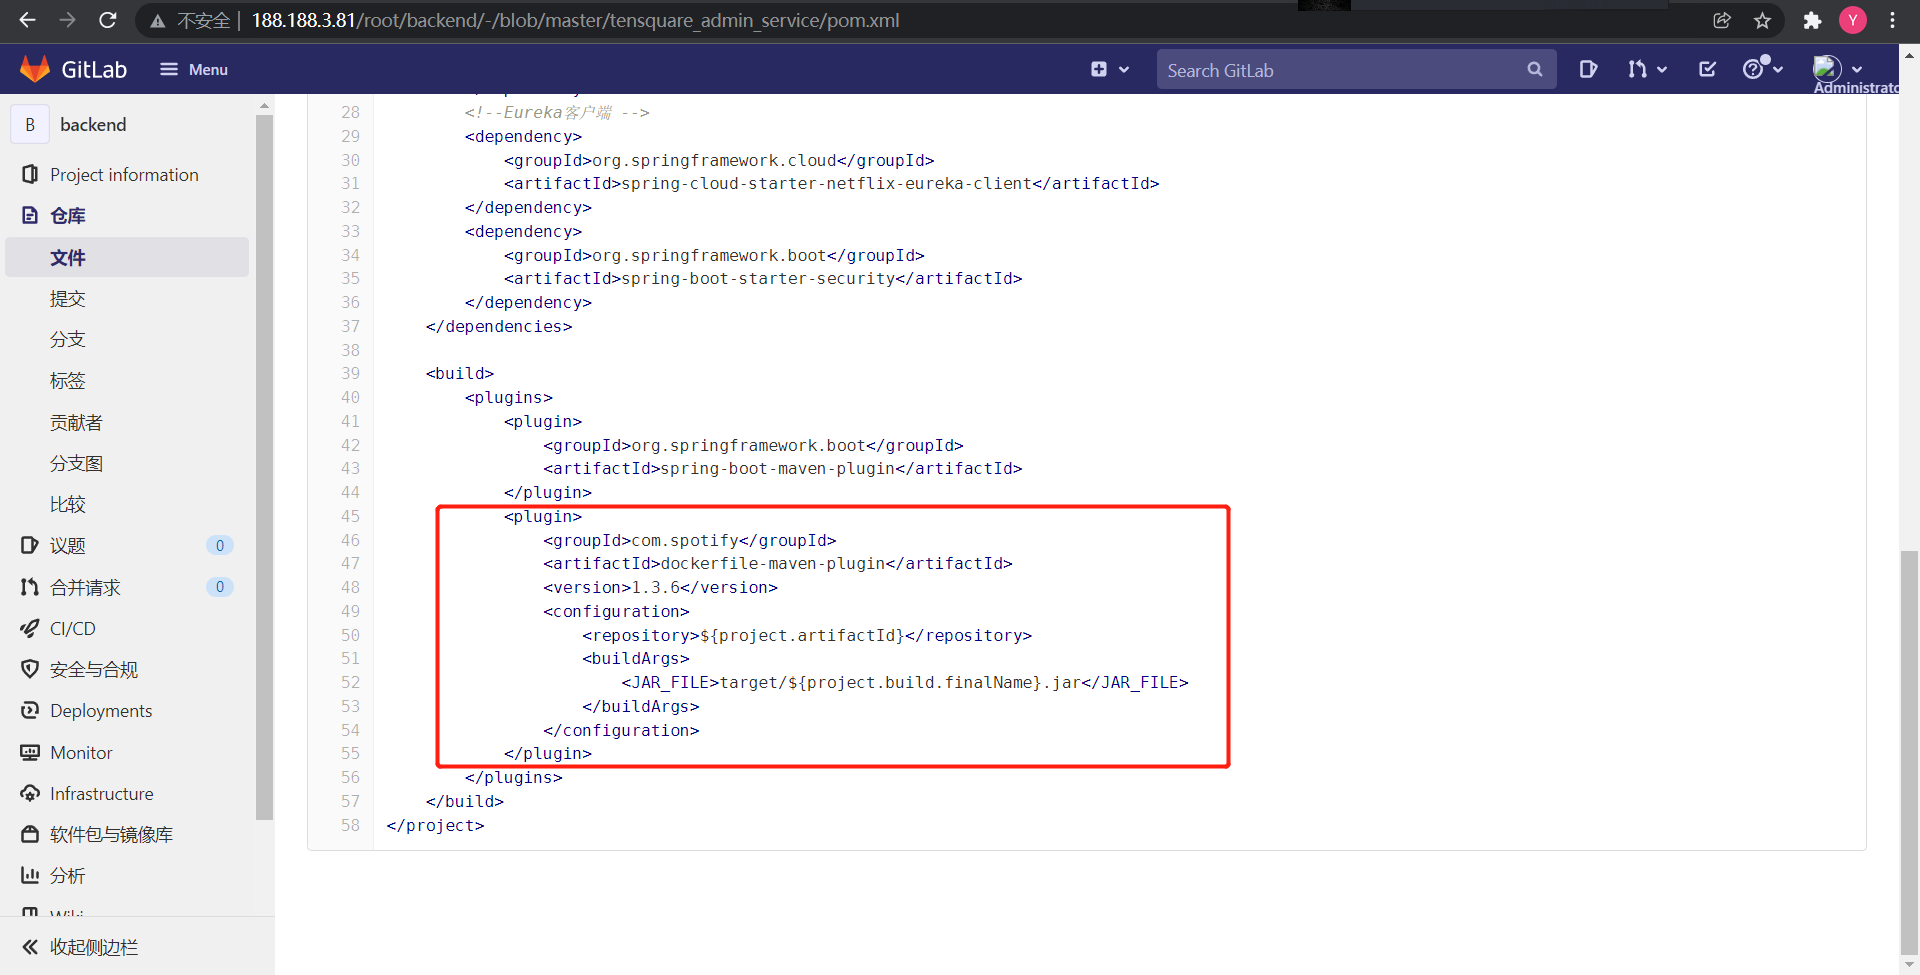 不安全 | 188.188.3.81/root/backend/-/blob/master/tensquare_admin_service/pom.xml
Y
GitLab
Menu
Search GitLab
B backend
Project information
仓库
文件
提交
分支
标签
贡献者
分支图
比较
议题 0
合并请求 0
CI/CD
安全与合规
Deployments
Monitor
Infrastructure
软件包与镜像库
分析
Wiki
收起侧边栏
28 <!--Eureka客户端 -->
29 <dependency>
30 <groupId>org.springframework.cloud</groupId>
31 <artifactId>spring-cloud-starter-netflix-eureka-client</artifactId>
32 </dependency>
33 <dependency>
34 <groupId>org.springframework.boot</groupId>
35 <artifactId>spring-boot-starter-security</artifactId>
36 </dependency>
37 </dependencies>
38
39 <build>
40 <plugins>
41 <plugin>
42 <groupId>org.springframework.boot</groupId>
43 <artifactId>spring-boot-maven-plugin</artifactId>
44 </plugin>
45 <plugin>
46 <groupId>com.spotify</groupId>
47 <artifactId>dockerfile-maven-plugin</artifactId>
48 <version>1.3.6</version>
49 <configuration>
50 <repository>${project.artifactId}</repository>
51 <buildArgs>
52 <JAR_FILE>target/${project.build.finalName}.jar</JAR_FILE>
53 </buildArgs>
54 </configuration>
55 </plugin>
56 </plugins>
57 </build>
58 </project>